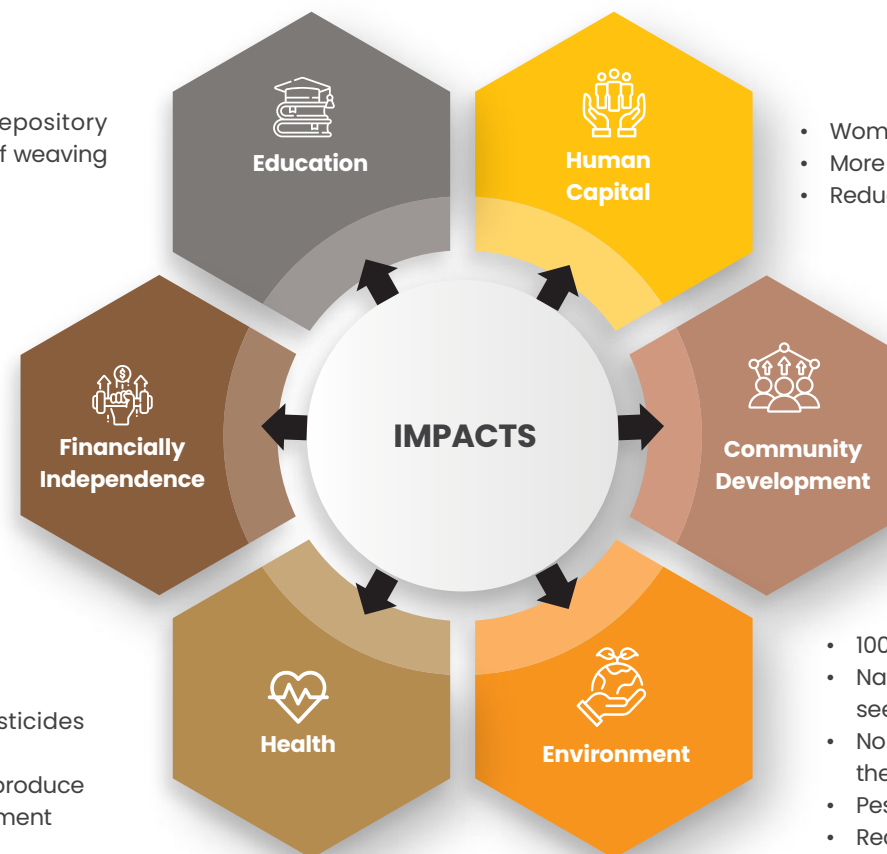 epository
f weaving
Education
Human
Capital
• Wom
• More
• Redu
Financially
Independence
IMPACTS
Community
Development
sticides
produce
ment
Health
Environment
• 100
• Na
see
• No
the
• Pes
• Rec